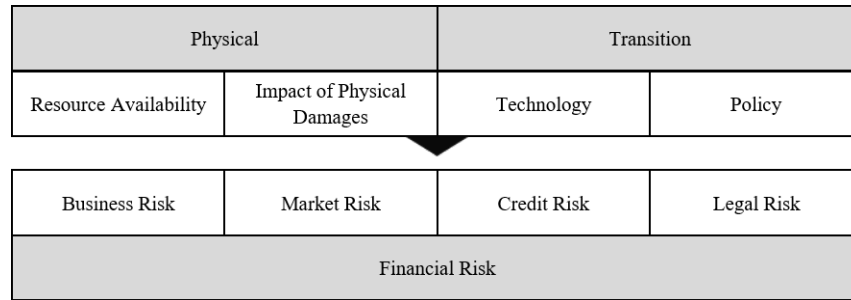 Physical
Transition
Resource Availability
Impact of Physical
Damages
Technology
Policy
Business Risk
Market Risk
Credit Risk
Legal Risk
Financial Risk